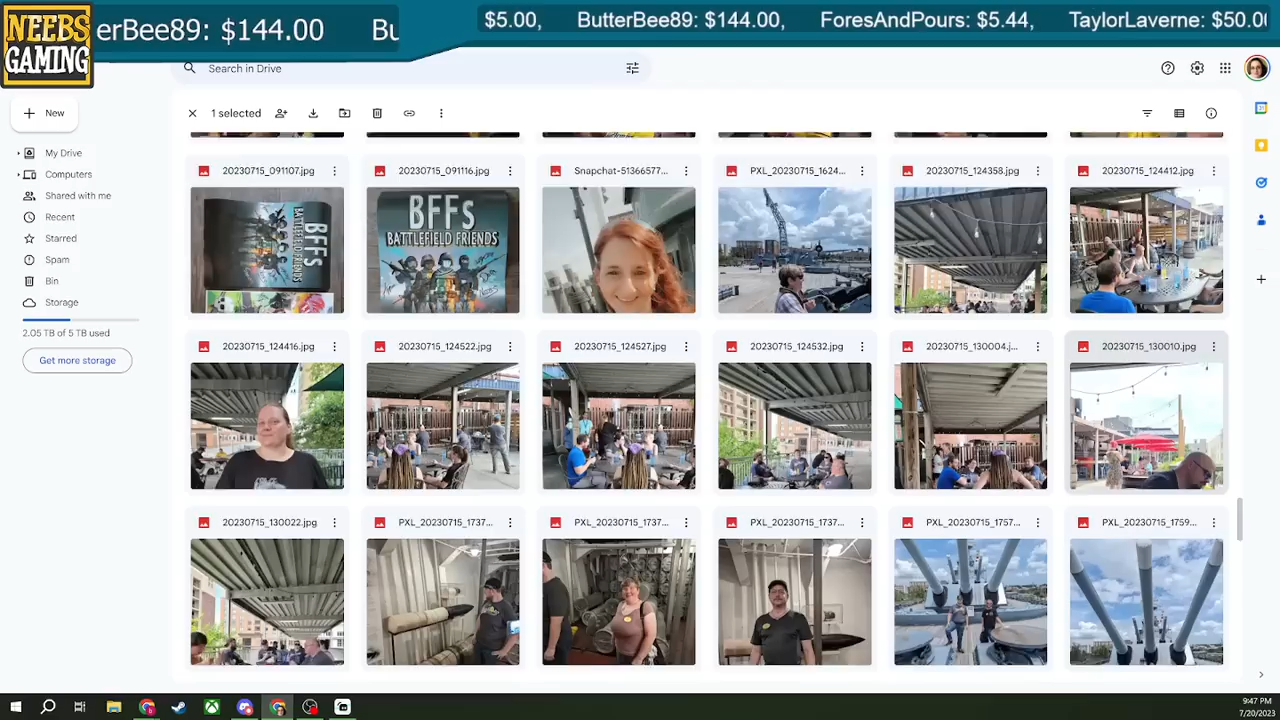 NEEBS
GAMING
erBee89: $144.00 Bu
$5.00, ButterBee89: $144.00, ForesAndPours: $5.44, TaylorLaverne: $50.0
Search in Drive
New
1 selected
My Drive
Computers
Shared with me
Recent
Starred
Spam
Bin
Storage
2.05 TB of 5 TB used
Get more storage
20230715_091107.jpg
20230715_091116.jpg
Snapchat-51366577...
PXL_20230715_1624...
20230715_124358.jpg
20230715_124412.jpg
BFFs
BATTLEFIELD FRIENDS
BFFs
BATTLEFIELD FRIENDS
20230715_124416.jpg
20230715_124522.jpg
20230715_124527.jpg
20230715_124532.jpg
20230715_130004.j...
20230715_130010.jpg
20230715_130022.jpg
PXL_20230715_1737...
PXL_20230715_1737...
PXL_20230715_1737...
PXL_20230715_1757...
PXL_20230715_1759...
9:47 PM
7/20/2023